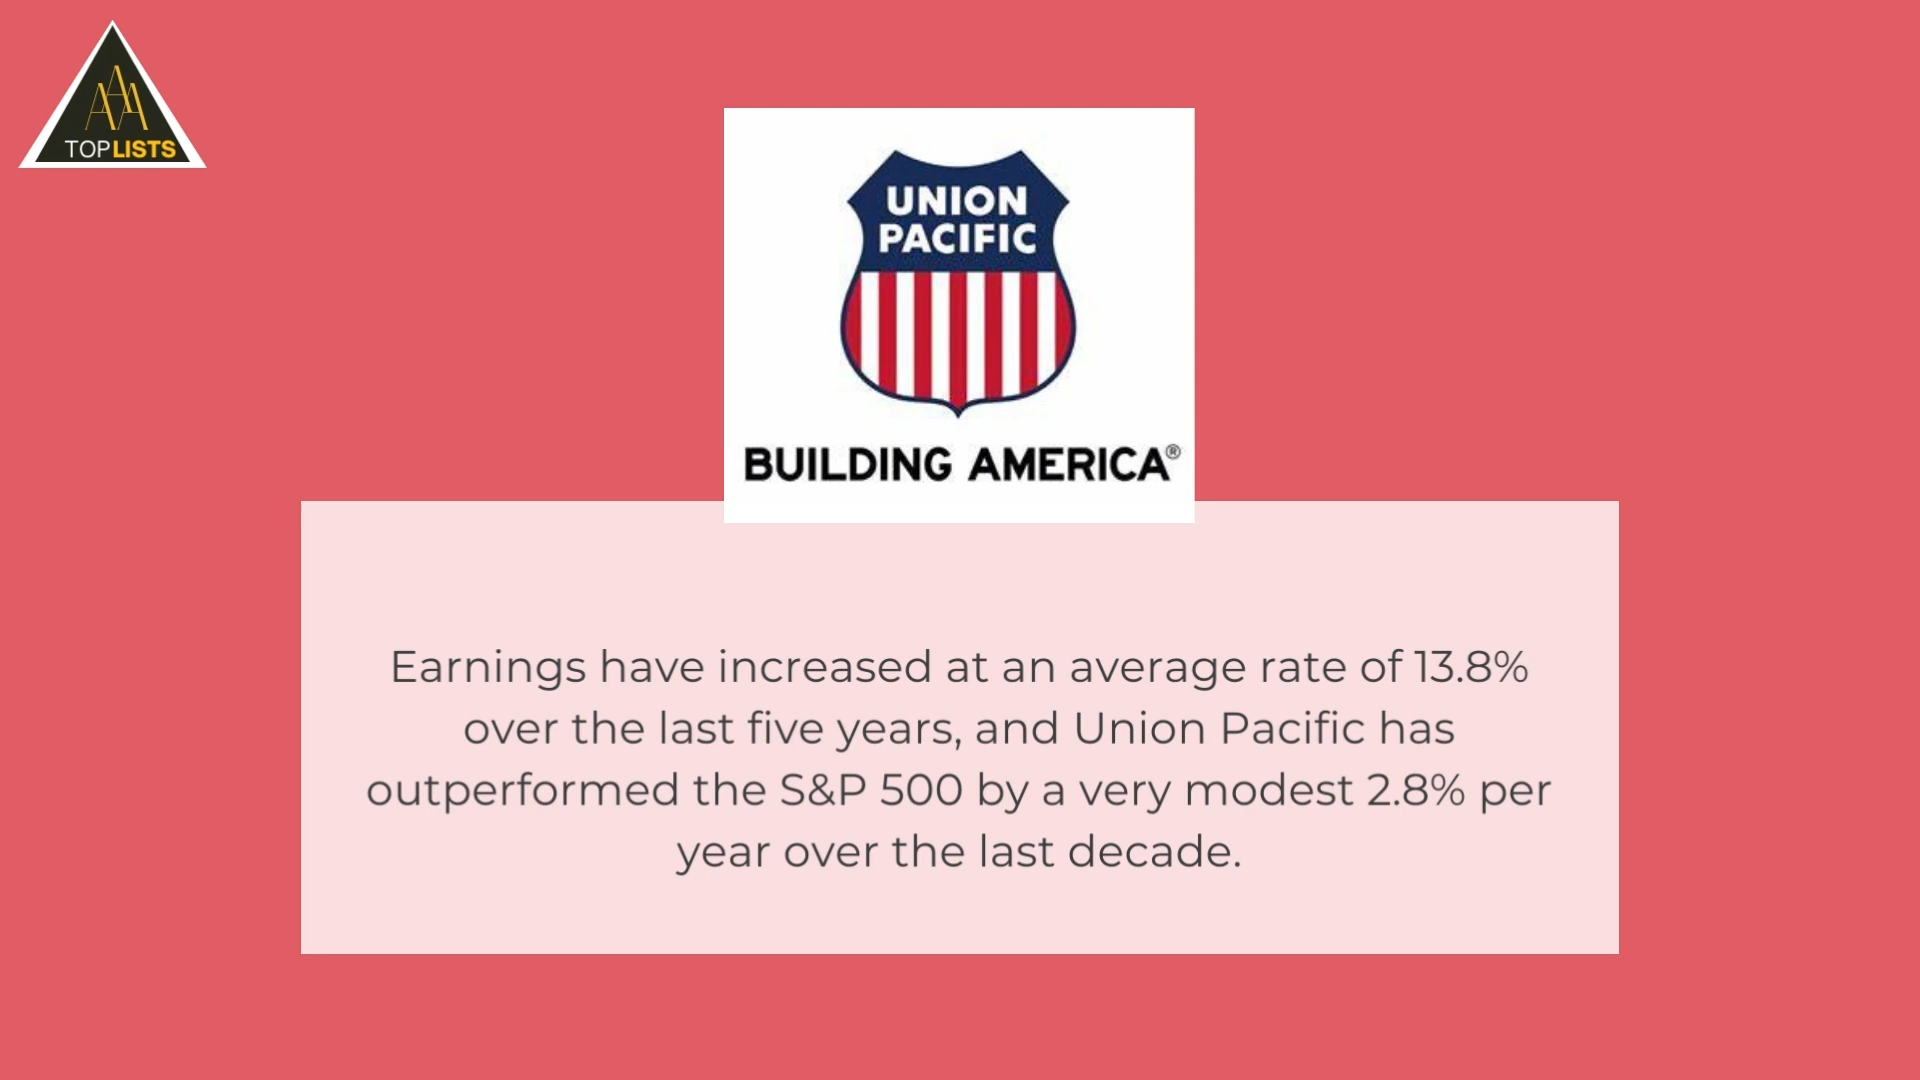 AAA
TOPLISTS
UNION
PACIFIC
BUILDING AMERICA®
Earnings have increased at an average rate of 13.8%
over the last five years, and Union Pacific has
outperformed the S&P 500 by a very modest 2.8% per
year over the last decade.